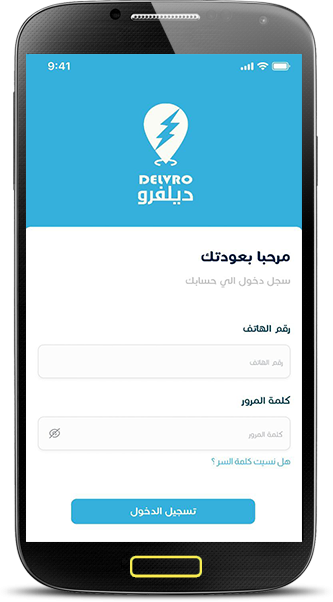 9:41
DELVRO
ديلفرو
مرحبا بعودتك
سجل دخول الي حسابك
رقم الهاتف
رقم الهاتف
كلمة المرور
كلمة المرور
هل نسيت كلمة السر ؟
تسجيل الدخول